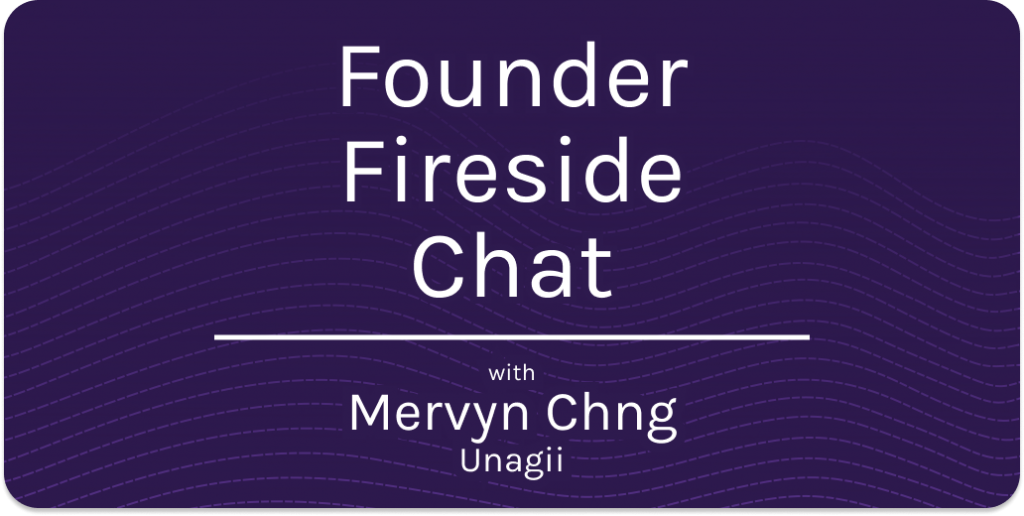 Founder
Fireside
Chat
with
Mervyn Chng
Unagii